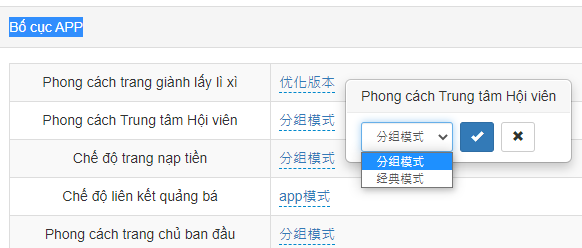 Bố cục APP
Phong cách trang giành lấy lì xì 优化版本
Phong cách Trung tâm Hội viên 分组模式
Chế độ trang nạp tiền 分組模式
Chế độ liên kết quảng bá app模式
Phong cách trang chủ ban đầu 分組模式
Phong cách Trung tâm Hội viên
分組模式
分組模式
经典模式